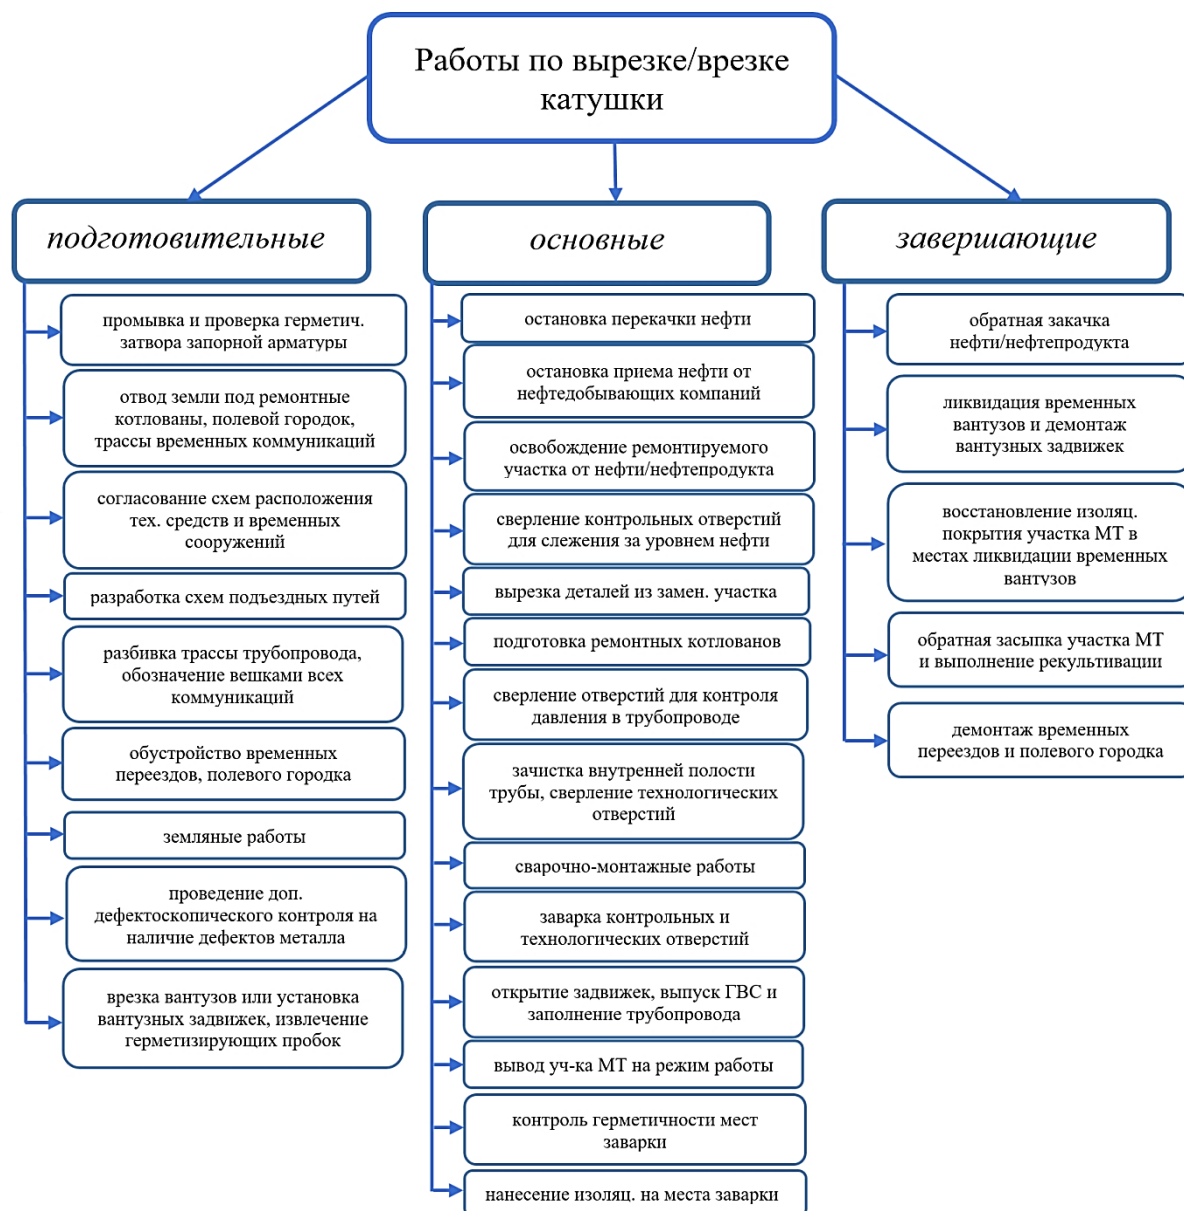 Работы по вырезке/врезке
катушки
подготовительные
промывка и проверка герметич.
затвора запорной арматуры
отвод земли под ремонтные
котлованы, полевой городок,
трассы временных коммуникаций
согласование схем расположения
тех. средств и временных
сооружений
разработка схем подъездных путей
разбивка трассы трубопровода,
обозначение вешками всех
коммуникаций
обустройство временных
переездов, полевого городка
земляные работы
проведение доп.
дефектоскопического контроля на
наличие дефектов металла
врезка вантузов или установка
вантузных задвижек, извлечение
герметизирующих пробок
основные
остановка перекачки нефти
остановка приема нефти от
нефтедобывающих компаний
освобождение ремонтируемого
участка от нефти/нефтепродукта
сверление контрольных отверстий
для слежения за уровнем нефти
вырезка деталей из замен. участка
подготовка ремонтных котлованов
сверление отверстий для контроля
давления в трубопроводе
зачистка внутренней полости
трубы, сверление технологических
отверстий
сварочно-монтажные работы
заварка контрольных и
технологических отверстий
открытие задвижек, выпуск ГВС и
заполнение трубопровода
вывод уч-ка МТ на режим работы
контроль герметичности мест
заварки
нанесение изоляц. на места заварки
завершающие
обратная закачка
нефти/нефтепродукта
ликвидация временных
вантузов и демонтаж
вантузных задвижек
восстановление изоляц.
покрытия участка МТ в
местах ликвидации временных
вантузов
обратная засыпка участка МТ
и выполнение рекультивации
демонтаж временных
переездов и полевого городка